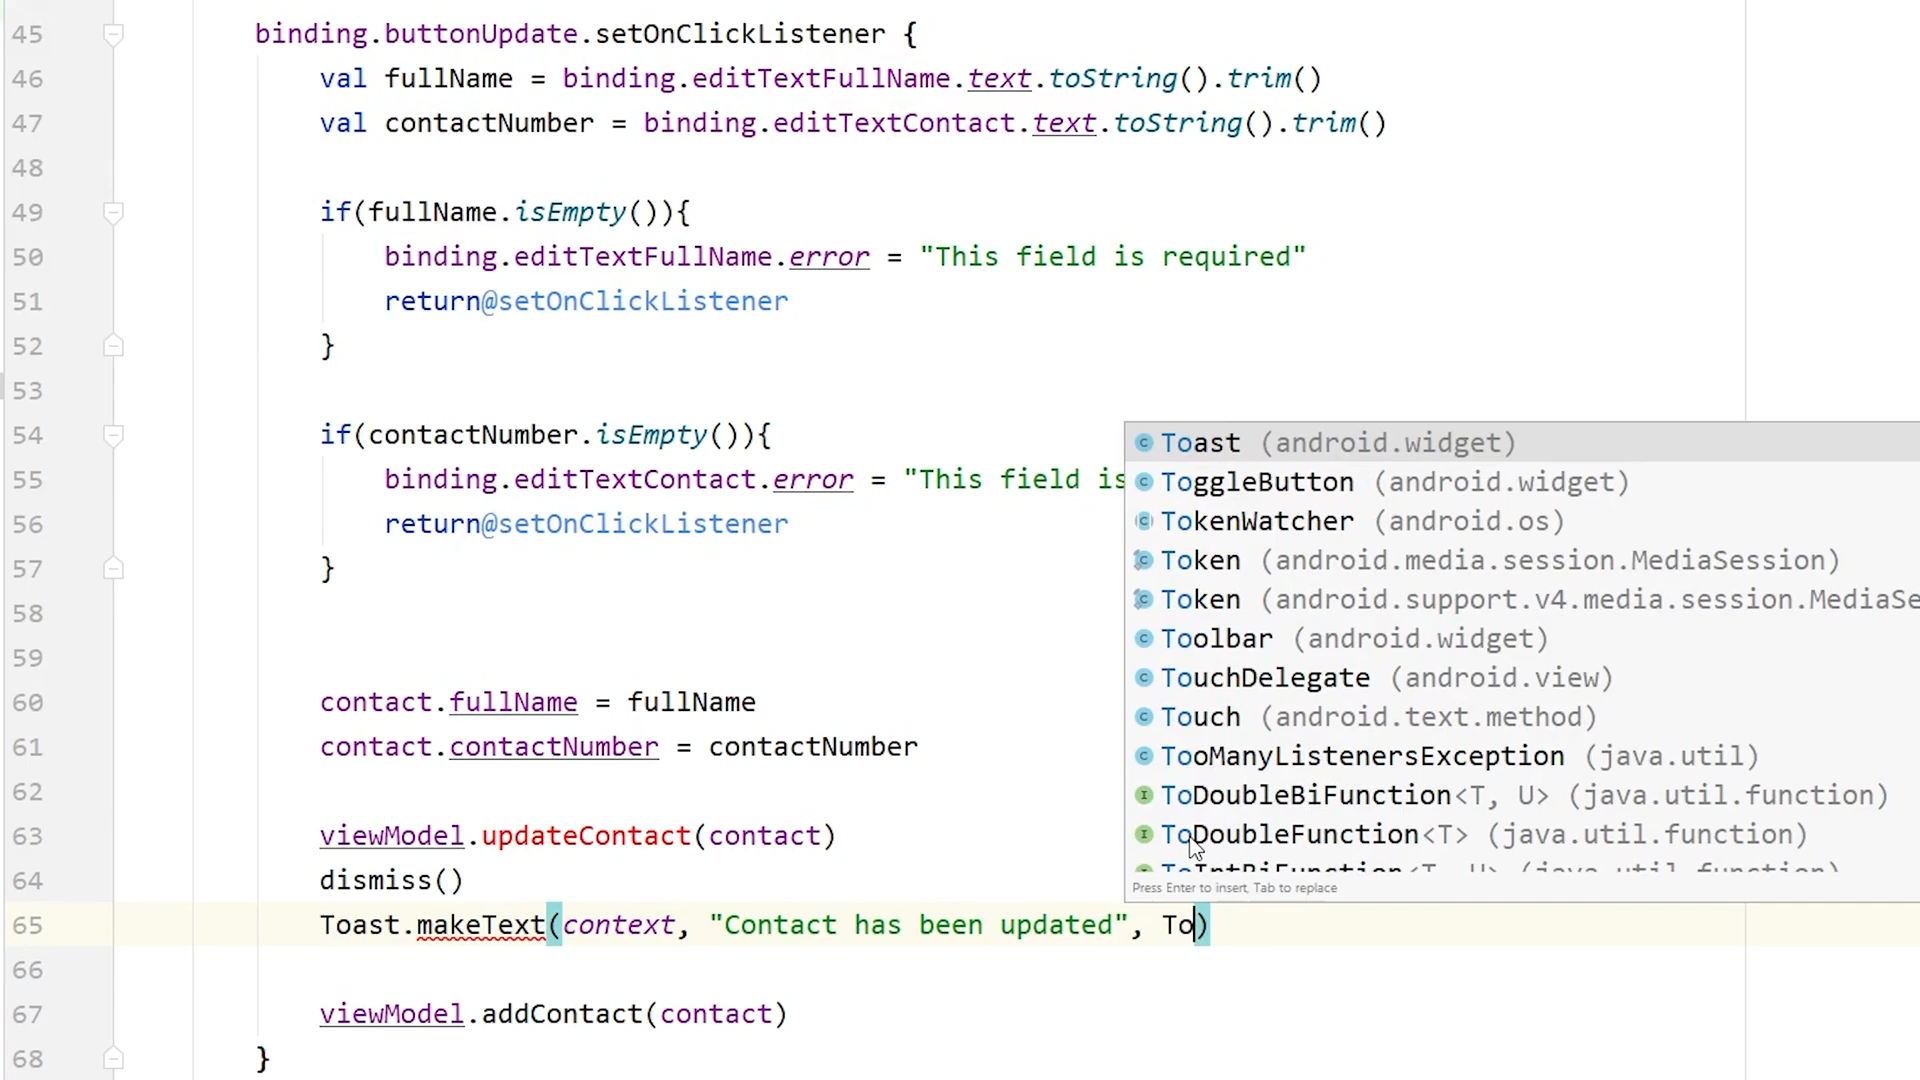 45 binding.buttonUpdate.setOnClickListener {
46 val fullName = binding.editTextFullName.text.toString().trim()
47 val contactNumber = binding.editTextContact.text.toString().trim()
48
49 if(fullName.isEmpty()){
50 binding.editTextFullName.error = "This field is required"
51 return@setOnClickListener
52 }
53
54 if(contactNumber.isEmpty()){
55 binding.editTextContact.error = "This field is
56 return@setOnClickListener
57 }
58
59
60 contact.fullName = fullName
61 contact.contactNumber = contactNumber
62
63 viewModel.updateContact(contact)
64 dismiss()
65 Toast.makeText(context, "Contact has been updated", To)
66
67 viewModel.addContact(contact)
68 }
Toast (android.widget)
ToggleButton (android.widget)
TokenWatcher (android.os)
Token (android.media.session.MediaSession)
Token (android.support.v4.media.session.MediaSe
Toolbar (android.widget)
TouchDelegate (android.view)
Touch (android.text.method)
TooManyListenersException (java.util)
ToDoubleBiFunction<T, U> (java.util.function)
ToDoubleFunction<T> (java.util.function)
ToIntBiFunction<T, U> (java.util.function)
Press Enter to insert, Tab to replace